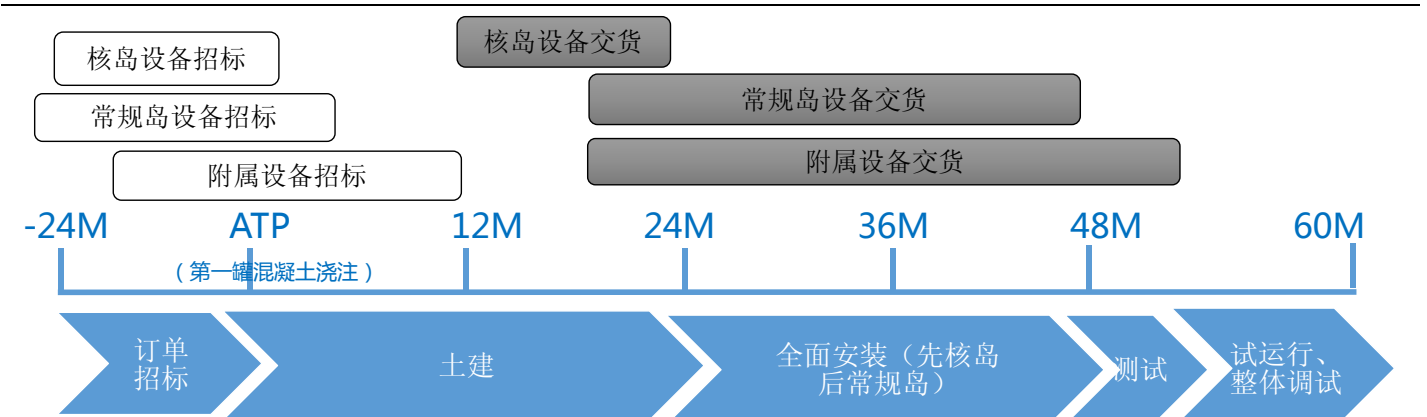 核岛设备招标
核岛设备交货
常规岛设备招标
常规岛设备交货
附属设备招标
附属设备交货
-24M
ATP
12M
24M
36M
48M
60M
（第一罐混凝土浇注）
订单
招标
土建
全面安装（先核岛
后常规岛）
测试
试运行、
整体调试